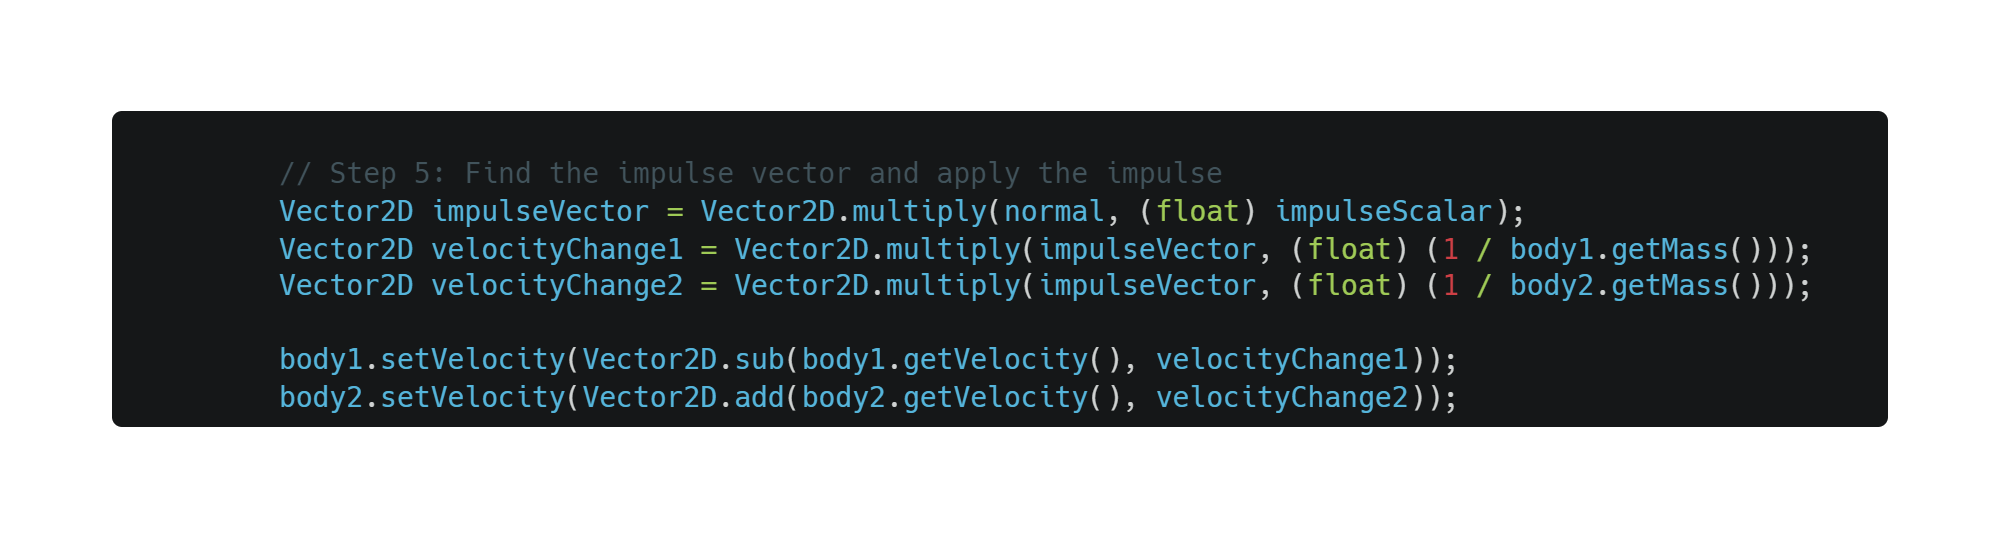 // Step 5: Find the impulse vector and apply the impulse
Vector2D impulseVector = Vector2D.multiply(normal, (float) impulseScalar);
Vector2D velocityChange1 = Vector2D.multiply(impulseVector, (float) (1 / body1.getMass()));
Vector2D velocityChange2 = Vector2D.multiply(impulseVector, (float) (1 / body2.getMass()));
body1.setVelocity(Vector2D.sub(body1.getVelocity(), velocityChange1));
body2.setVelocity(Vector2D.add(body2.getVelocity(), velocityChange2));